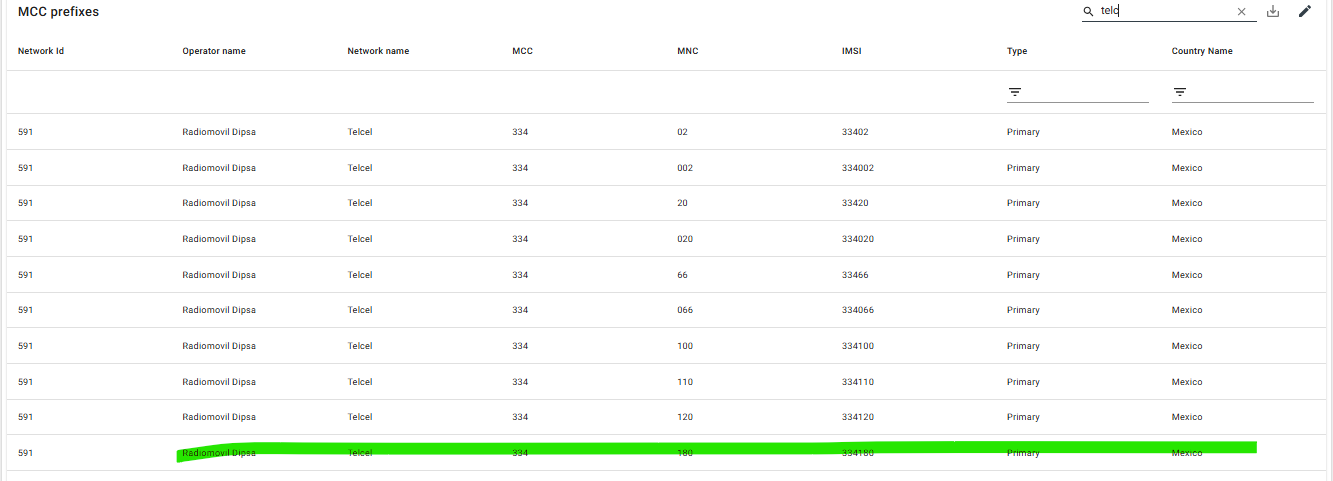 MCC prefixes telc
Network Id Operator name Network name MCC MNC IMSI Type Country Name
591 Radiomovil Dipsa Telcel 334 02 33402 Primary Mexico
591 Radiomovil Dipsa Telcel 334 002 334002 Primary Mexico
591 Radiomovil Dipsa Telcel 334 20 33420 Primary Mexico
591 Radiomovil Dipsa Telcel 334 020 334020 Primary Mexico
591 Radiomovil Dipsa Telcel 334 66 33466 Primary Mexico
591 Radiomovil Dipsa Telcel 334 066 334066 Primary Mexico
591 Radiomovil Dipsa Telcel 334 100 334100 Primary Mexico
591 Radiomovil Dipsa Telcel 334 110 334110 Primary Mexico
591 Radiomovil Dipsa Telcel 334 120 334120 Primary Mexico
591 Radiomovil Dipsa Telcel 334 180 334180 Primary Mexico